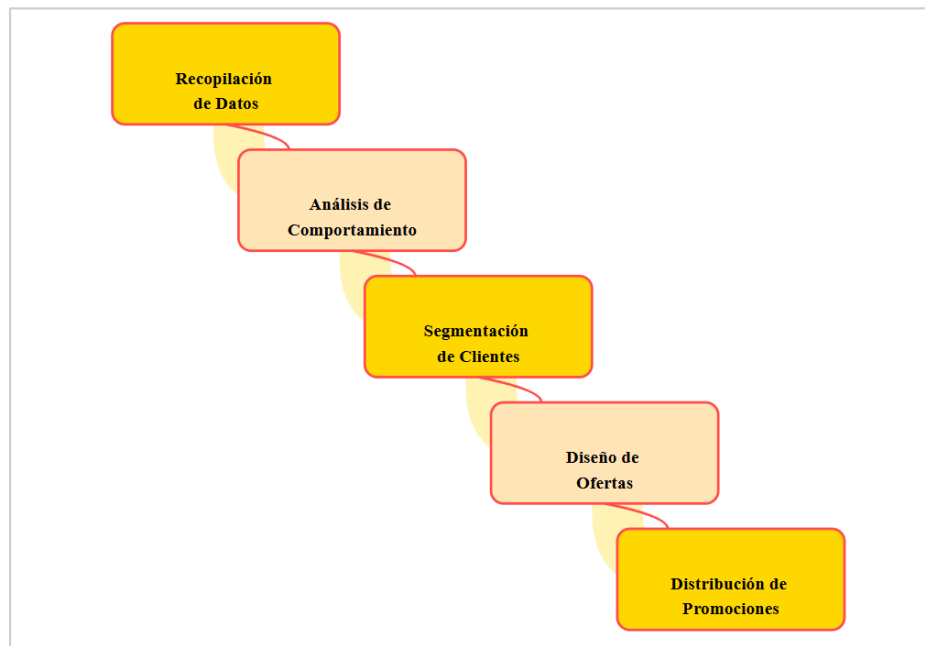 Recopilación
de Datos
Análisis de
Comportamiento
Segmentación
de Clientes
Diseño de
Ofertas
Distribución de
Promociones